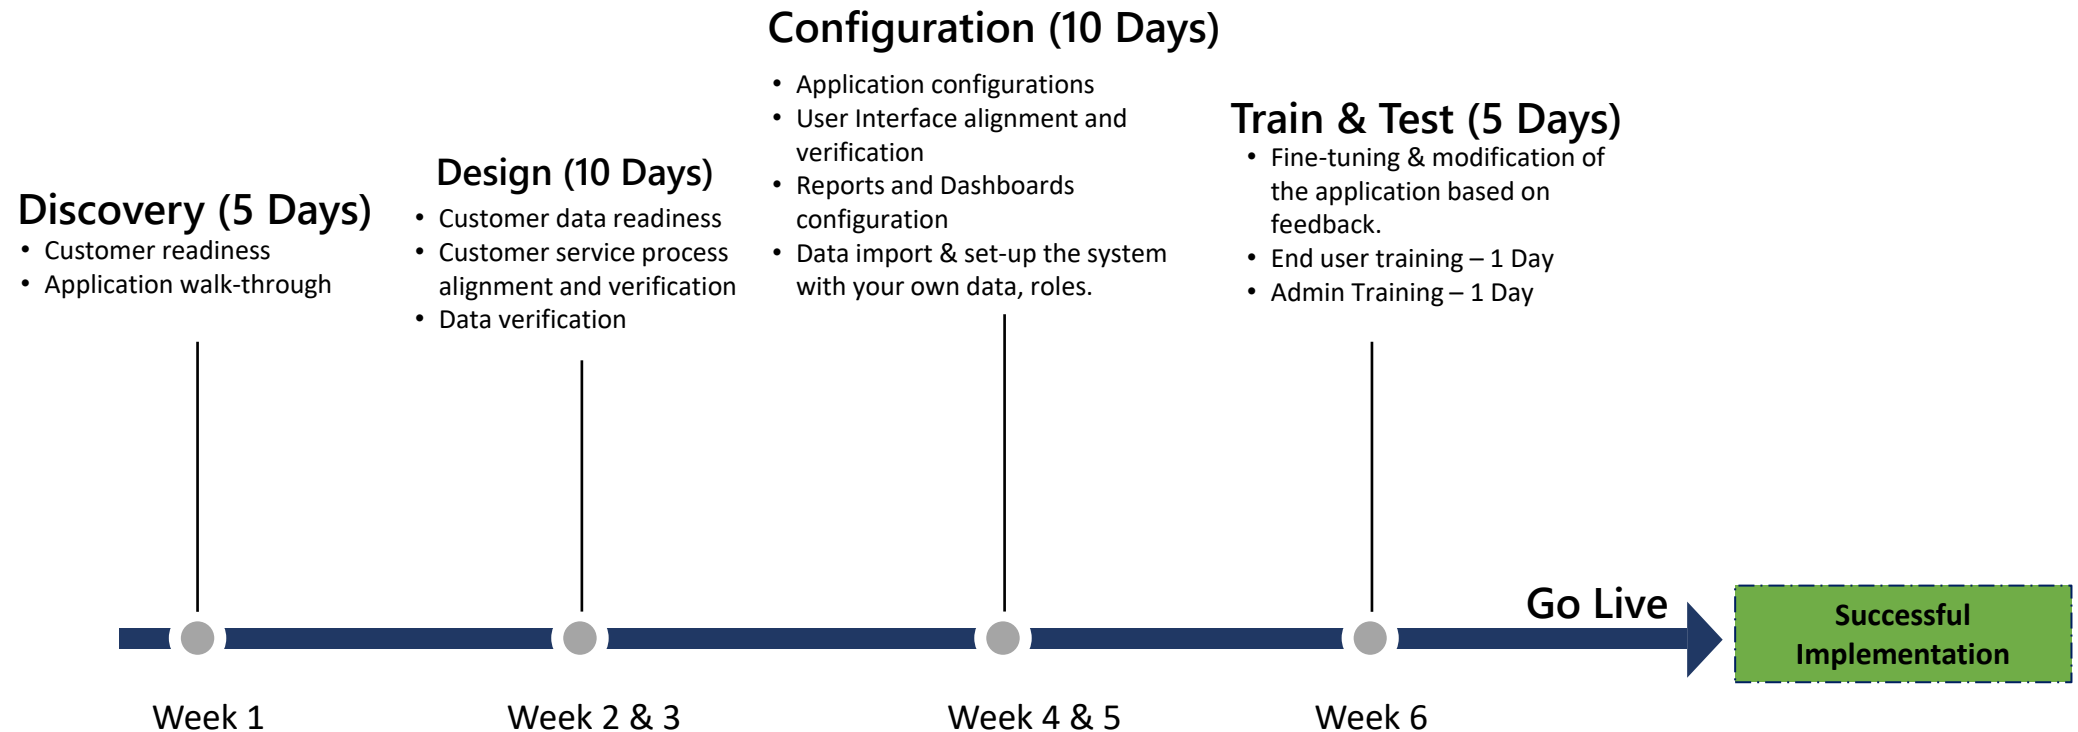 Discovery (5 Days)
• Customer readiness
• Application walk-through
Design (10 Days)
• Customer data readiness
• Customer service process
alignment and verification
• Data verification
Configuration (10 Days)
• Application configurations
• User Interface alignment and
verification
• Reports and Dashboards
configuration
• Data import & set-up the system
with your own data, roles.
Train & Test (5 Days)
• Fine-tuning & modification of
the application based on
feedback.
• End user training – 1 Day
• Admin Training – 1 Day
Go Live
Successful
Implementation
Week 1
Week 2 & 3
Week 4 & 5
Week 6